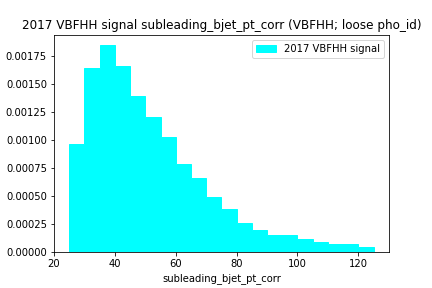 2017 VBFHH signal subleading_bjet_pt_corr (VBFHH; loose pho_id)
2017 VBFHH signal
0.00175
0.00150
0.00125
0.00100
0.00075
0.00050
0.00025
0.00000
20 40 60 80 100 120
subleading_bjet_pt_corr